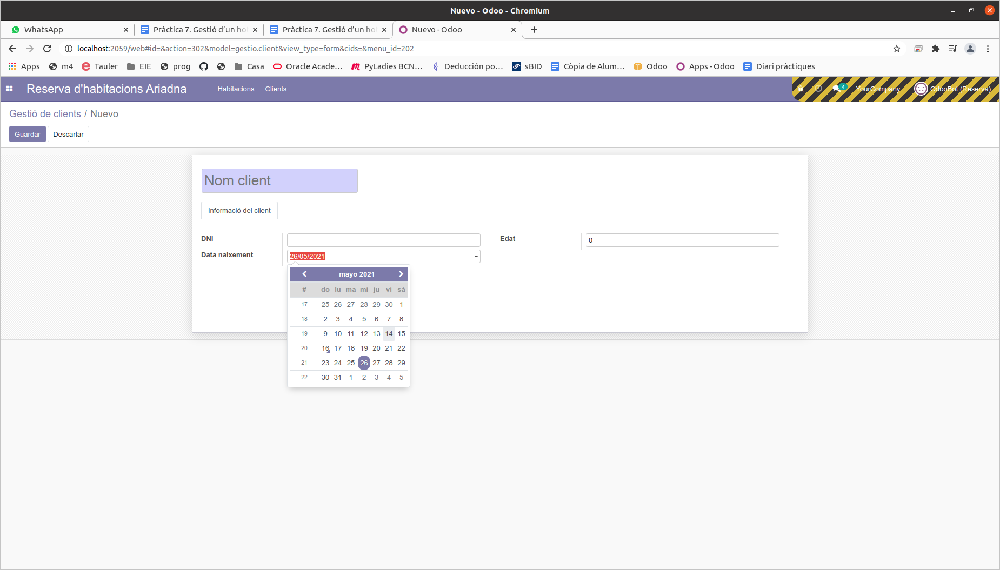 Nuevo - Odoo - Chromium
WhatsApp
Pràctica 7. Gestió d'un ho
Pràctica 7. Gestió d'un ho
Nuevo - Odoo
localhost:2059/web#id=&action=302&model=gestio.client&view_type=form&cids=&menu_id=202
Apps m4 Tauler EIE prog Casa Oracle Acade... PyLadies BCN... Deducción po... sBID Còpia de Alum... Odoo Apps - Odoo Diari pràctiques
Reserva d'habitacions Ariadna Habitacions Clients 4 YourCompany OdooBot (Reserva)
Gestió de clients / Nuevo
Guardar Descartar
Nom client
Informació del client
DNI Edat 0
Data naixement 26/05/2021
mayo 2021
# do lu ma mi ju vi sá
17 25 26 27 28 29 30 1
18 2 3 4 5 6 7 8
19 9 10 11 12 13 14 15
20 16 17 18 19 20 21 22
21 23 24 25 26 27 28 29
22 30 31 1 2 3 4 5